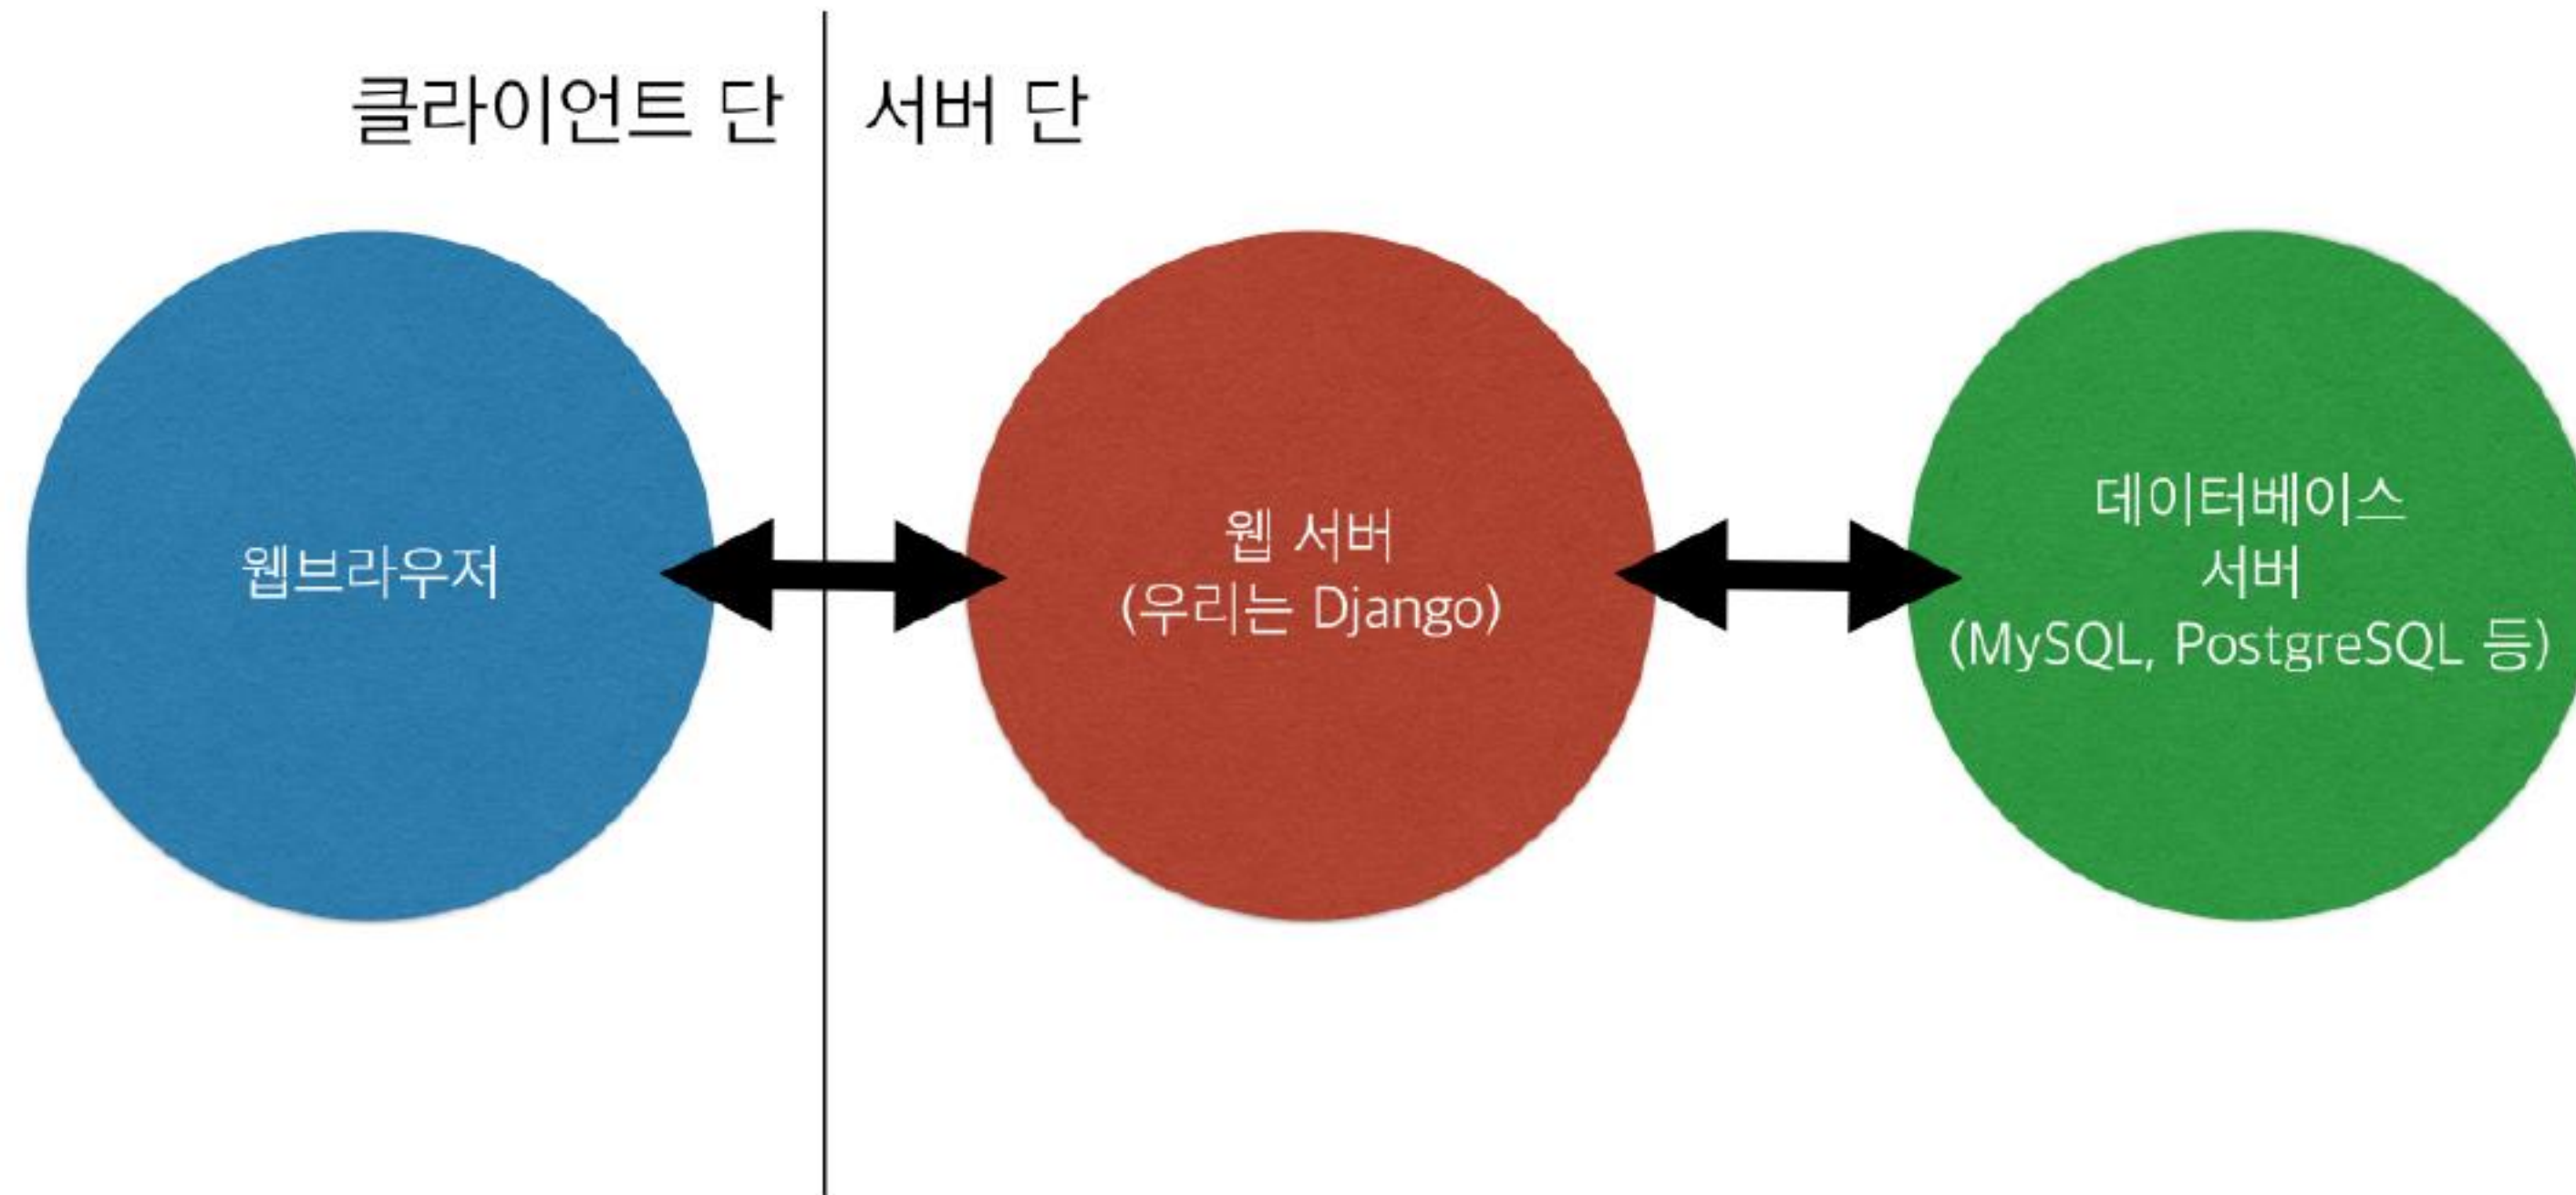 클라이언트 단
서버 단
웹브라우저
웹 서버
(우리는 Django)
데이터베이스
서버
(MySQL, PostgreSQL 등)